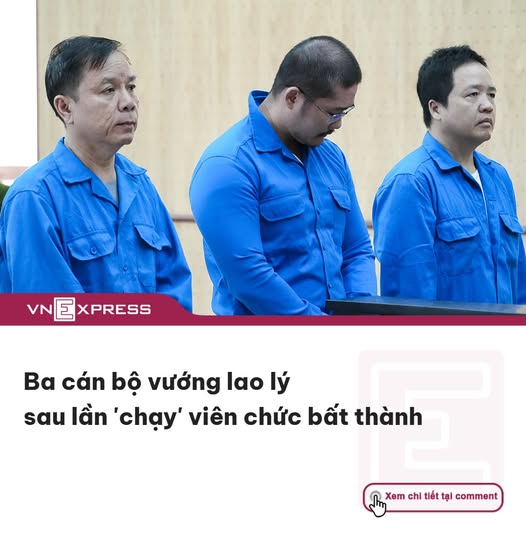 VNEXPRESS
Ba cán bộ vướng lao lý
sau lần 'chạy' viên chức bất thành
Xem chi tiết tại comment